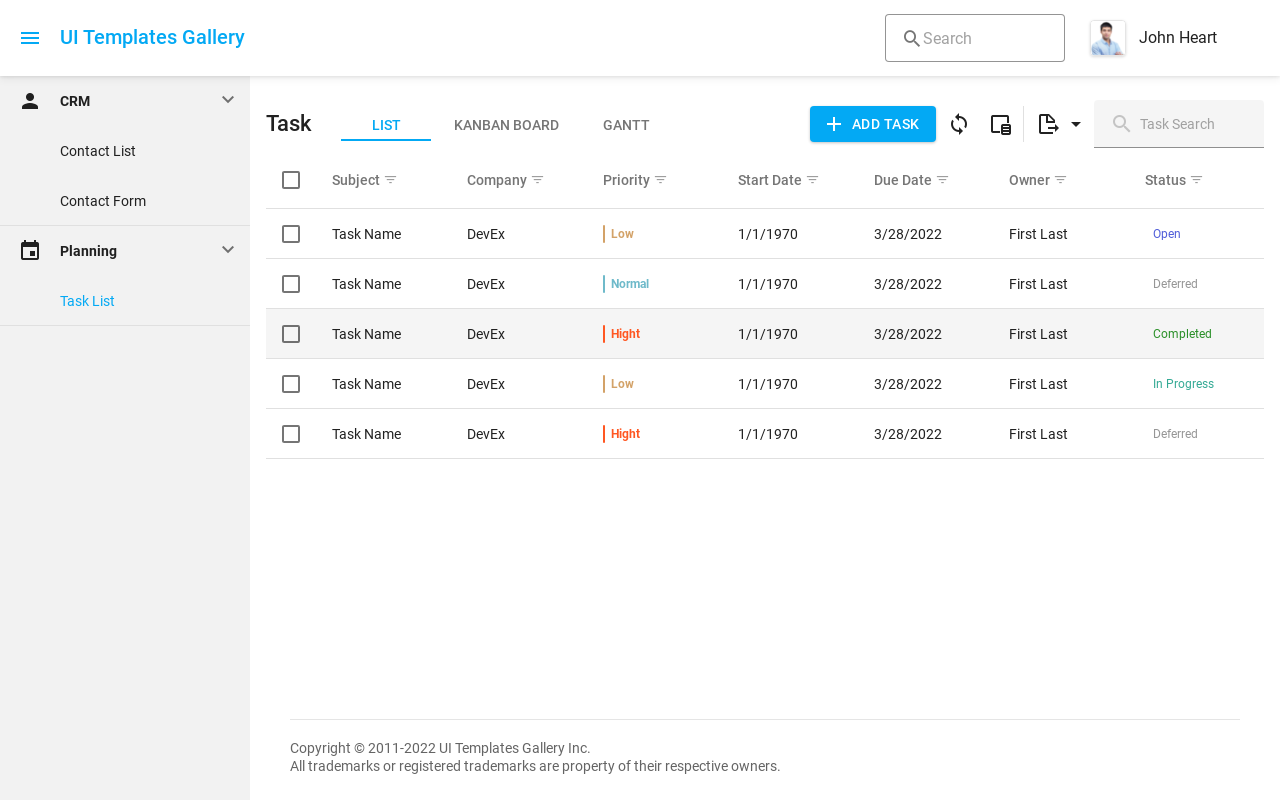 UI Templates Gallery
Search
John Heart
CRM
Contact List
Contact Form
Planning
Task List
Task
LIST
KANBAN BOARD
GANTT
ADD TASK
Task Search
Subject Company Priority Start Date Due Date Owner Status
Task Name DevEx Low 1/1/1970 3/28/2022 First Last Open
Task Name DevEx Normal 1/1/1970 3/28/2022 First Last Deferred
Task Name DevEx Hight 1/1/1970 3/28/2022 First Last Completed
Task Name DevEx Low 1/1/1970 3/28/2022 First Last In Progress
Task Name DevEx Hight 1/1/1970 3/28/2022 First Last Deferred
Copyright © 2011-2022 UI Templates Gallery Inc.
All trademarks or registered trademarks are property of their respective owners.